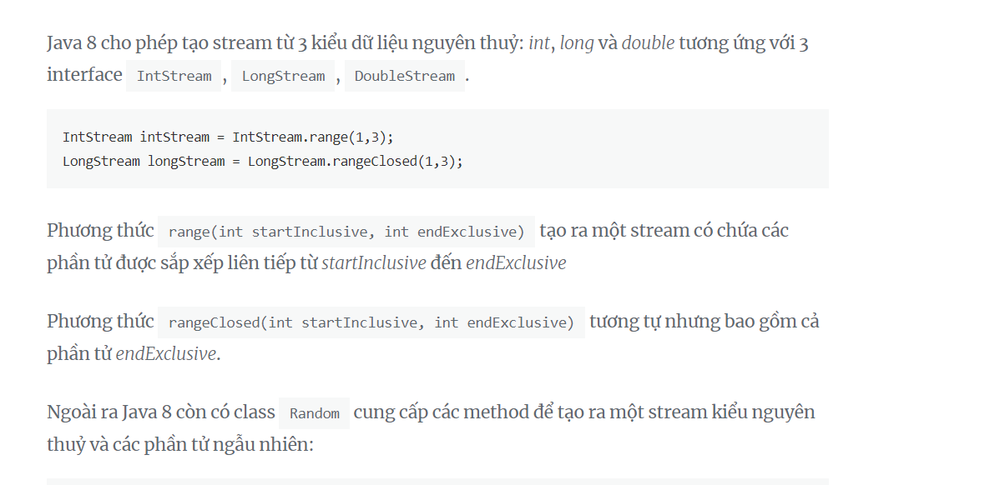 Java 8 cho phép tạo stream từ 3 kiểu dữ liệu nguyên thuỷ: int, long và double tương ứng với 3
interface IntStream , LongStream , DoubleStream .
IntStream intStream = IntStream.range(1,3);
LongStream longStream = LongStream.rangeClosed(1,3);
Phương thức range(int startInclusive, int endExclusive) tạo ra một stream có chứa các
phần tử được sắp xếp liên tiếp từ startInclusive đến endExclusive
Phương thức rangeClosed(int startInclusive, int endExclusive) tương tự nhưng bao gồm cả
phần tử endExclusive.
Ngoài ra Java 8 còn có class Random cung cấp các method để tạo ra một stream kiểu nguyên
thuỷ và các phần tử ngẫu nhiên: